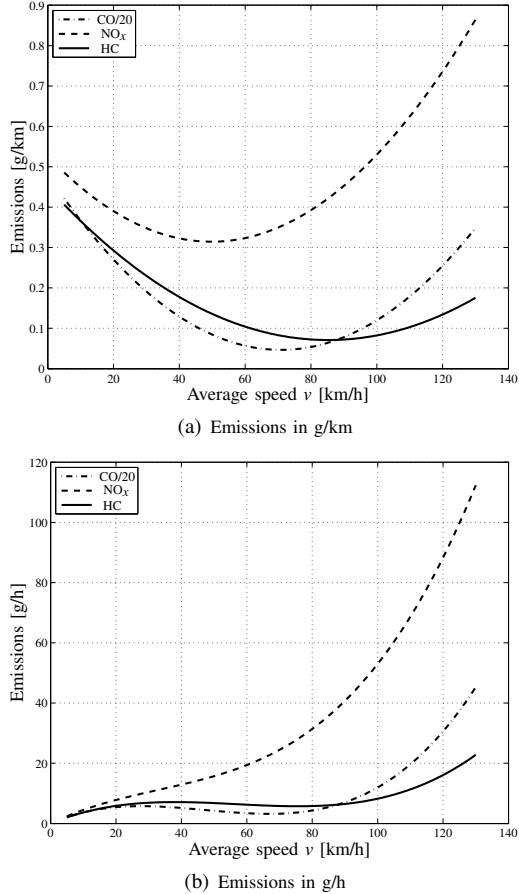 0.9
0.8
0.7
0.6
0.5
0.4
0.3
0.2
0.1
0
Emissions [g/km]
CO/20
NOx
HC
0 20 40 60 80 100 120 140
Average speed v [km/h]
(a) Emissions in g/km
120
100
80
60
40
20
0
Emissions [g/h]
CO/20
NOx
HC
0 20 40 60 80 100 120 140
Average speed v [km/h]
(b) Emissions in g/h